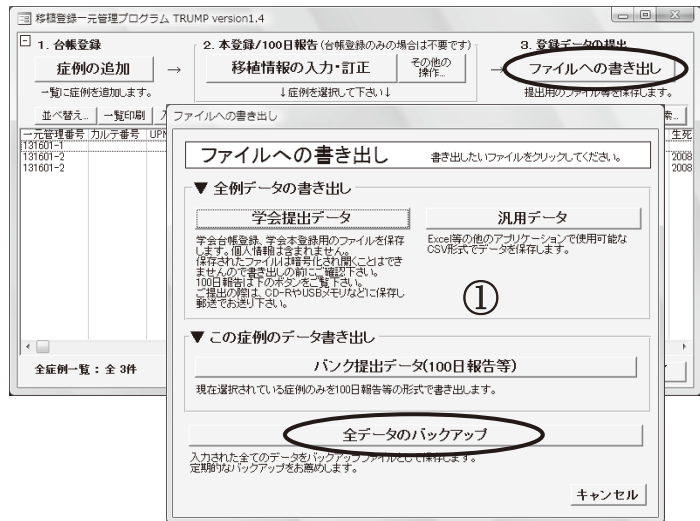 移植登録一元管理プログラム TRUMP version1.4
1. 台帳登録
症例の追加
一覧に症例を追加します。
→
2. 本登録/100日報告(台帳登録のみの場合は不要です)
移植情報の入力・訂正
その他の
操作...
↓症例を選択して下さい↓
→
3. 登録データの提出
ファイルへの書き出し
提出用のファイル等を保存します。
並べ替え...
一覧印刷
一元管理番号 カルテ番号 UPN
生死
131601-1
131601-2 2008
131601-2 2008
全症例一覧：全 3件
ファイルへの書き出し
ファイルへの書き出し 書き出したいファイルをクリックしてください。
▼ 全例データの書き出し
学会提出データ
学会台帳登録、学会本登録用のファイルを保存
します。個人情報は含まれません。
保存されたファイルは暗号化され開くことはでき
ませんので書き出しの前にご確認下さい。
100日報告は下のボタンをご覧下さい。
ご提出の際は、CD-RやUSBメモリなどに保存し
郵送でお送り下さい。
汎用データ
Excel等の他のアプリケーションで使用可能な
CSV形式でデータを保存します。
①
▼ この症例のデータ書き出し
バンク提出データ(100日報告等)
現在選択されている症例のみを100日報告等の形式で書き出します。
全データのバックアップ
入力された全てのデータをバックアップファイルとして保存します。
定期的なバックアップをお薦めします。
キャンセル